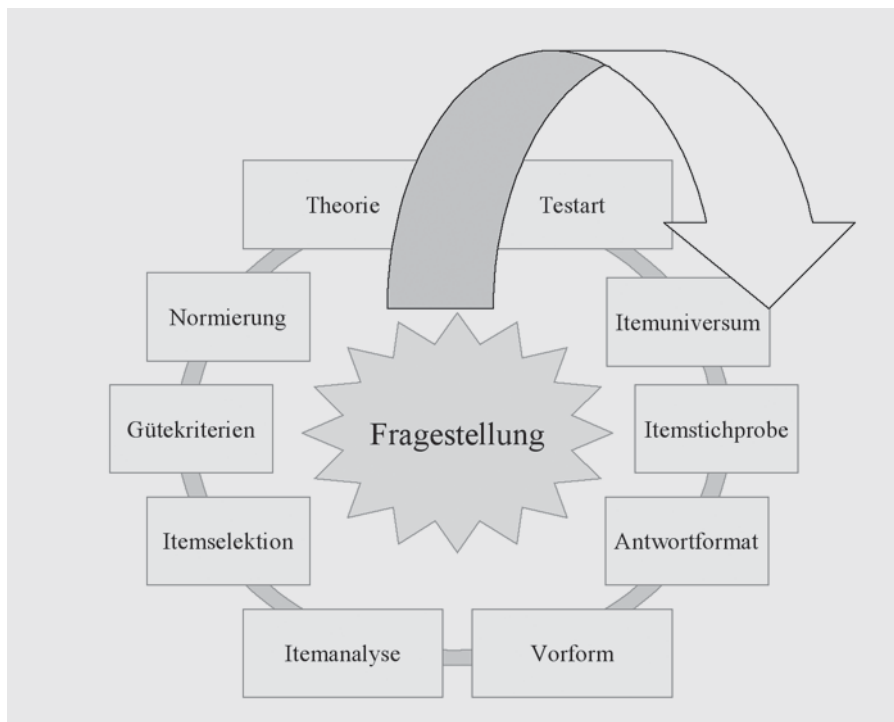 Theorie
Testart
Normierung
Itemuniversum
Gütekriterien
Fragestellung
Itemstichprobe
Itemselektion
Antwortformat
Itemanalyse
Vorform